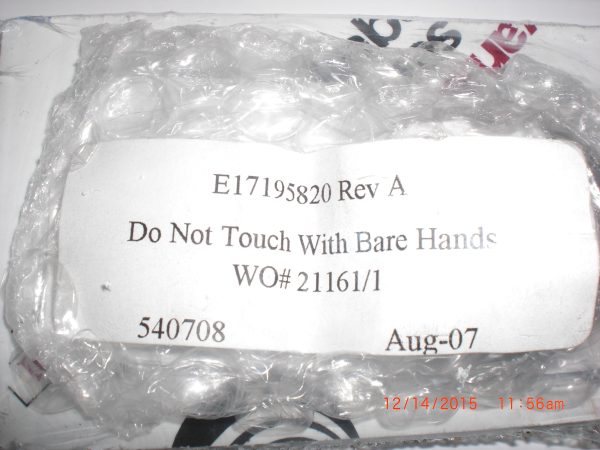 E17195820 Rev A
Do Not Touch With Bare Hands
WO# 21161/1
540708 Aug-07
12/14/2015 11:56am